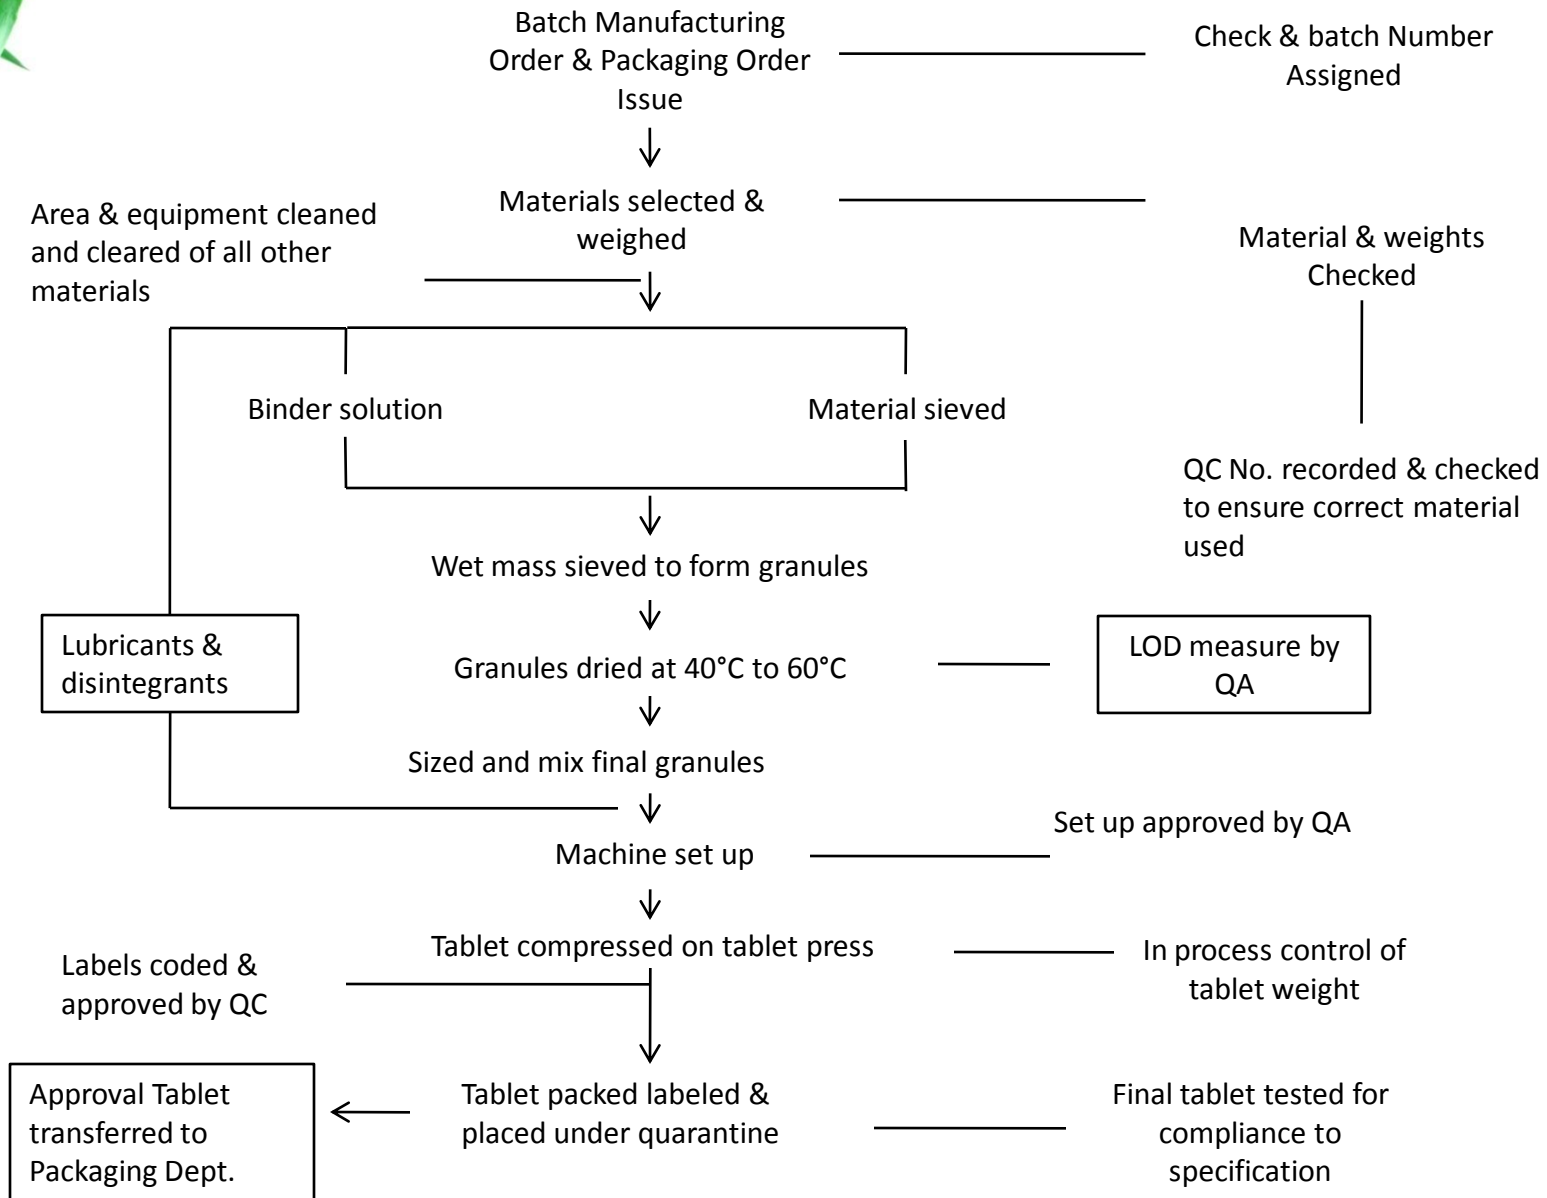 Batch Manufacturing
Order & Packaging Order
Issue
Check & batch Number
Assigned
Area & equipment cleaned
and cleared of all other
materials
Materials selected &
weighed
Material & weights
Checked
Binder solution
Material sieved
QC No. recorded & checked
to ensure correct material
used
Wet mass sieved to form granules
Lubricants &
disintegrants
Granules dried at 40°C to 60°C
LOD measure by
QA
Sized and mix final granules
Set up approved by QA
Machine set up
Tablet compressed on tablet press
In process control of
tablet weight
Labels coded &
approved by QC
Approval Tablet
transferred to
Packaging Dept.
Tablet packed labeled &
placed under quarantine
Final tablet tested for
compliance to
specification